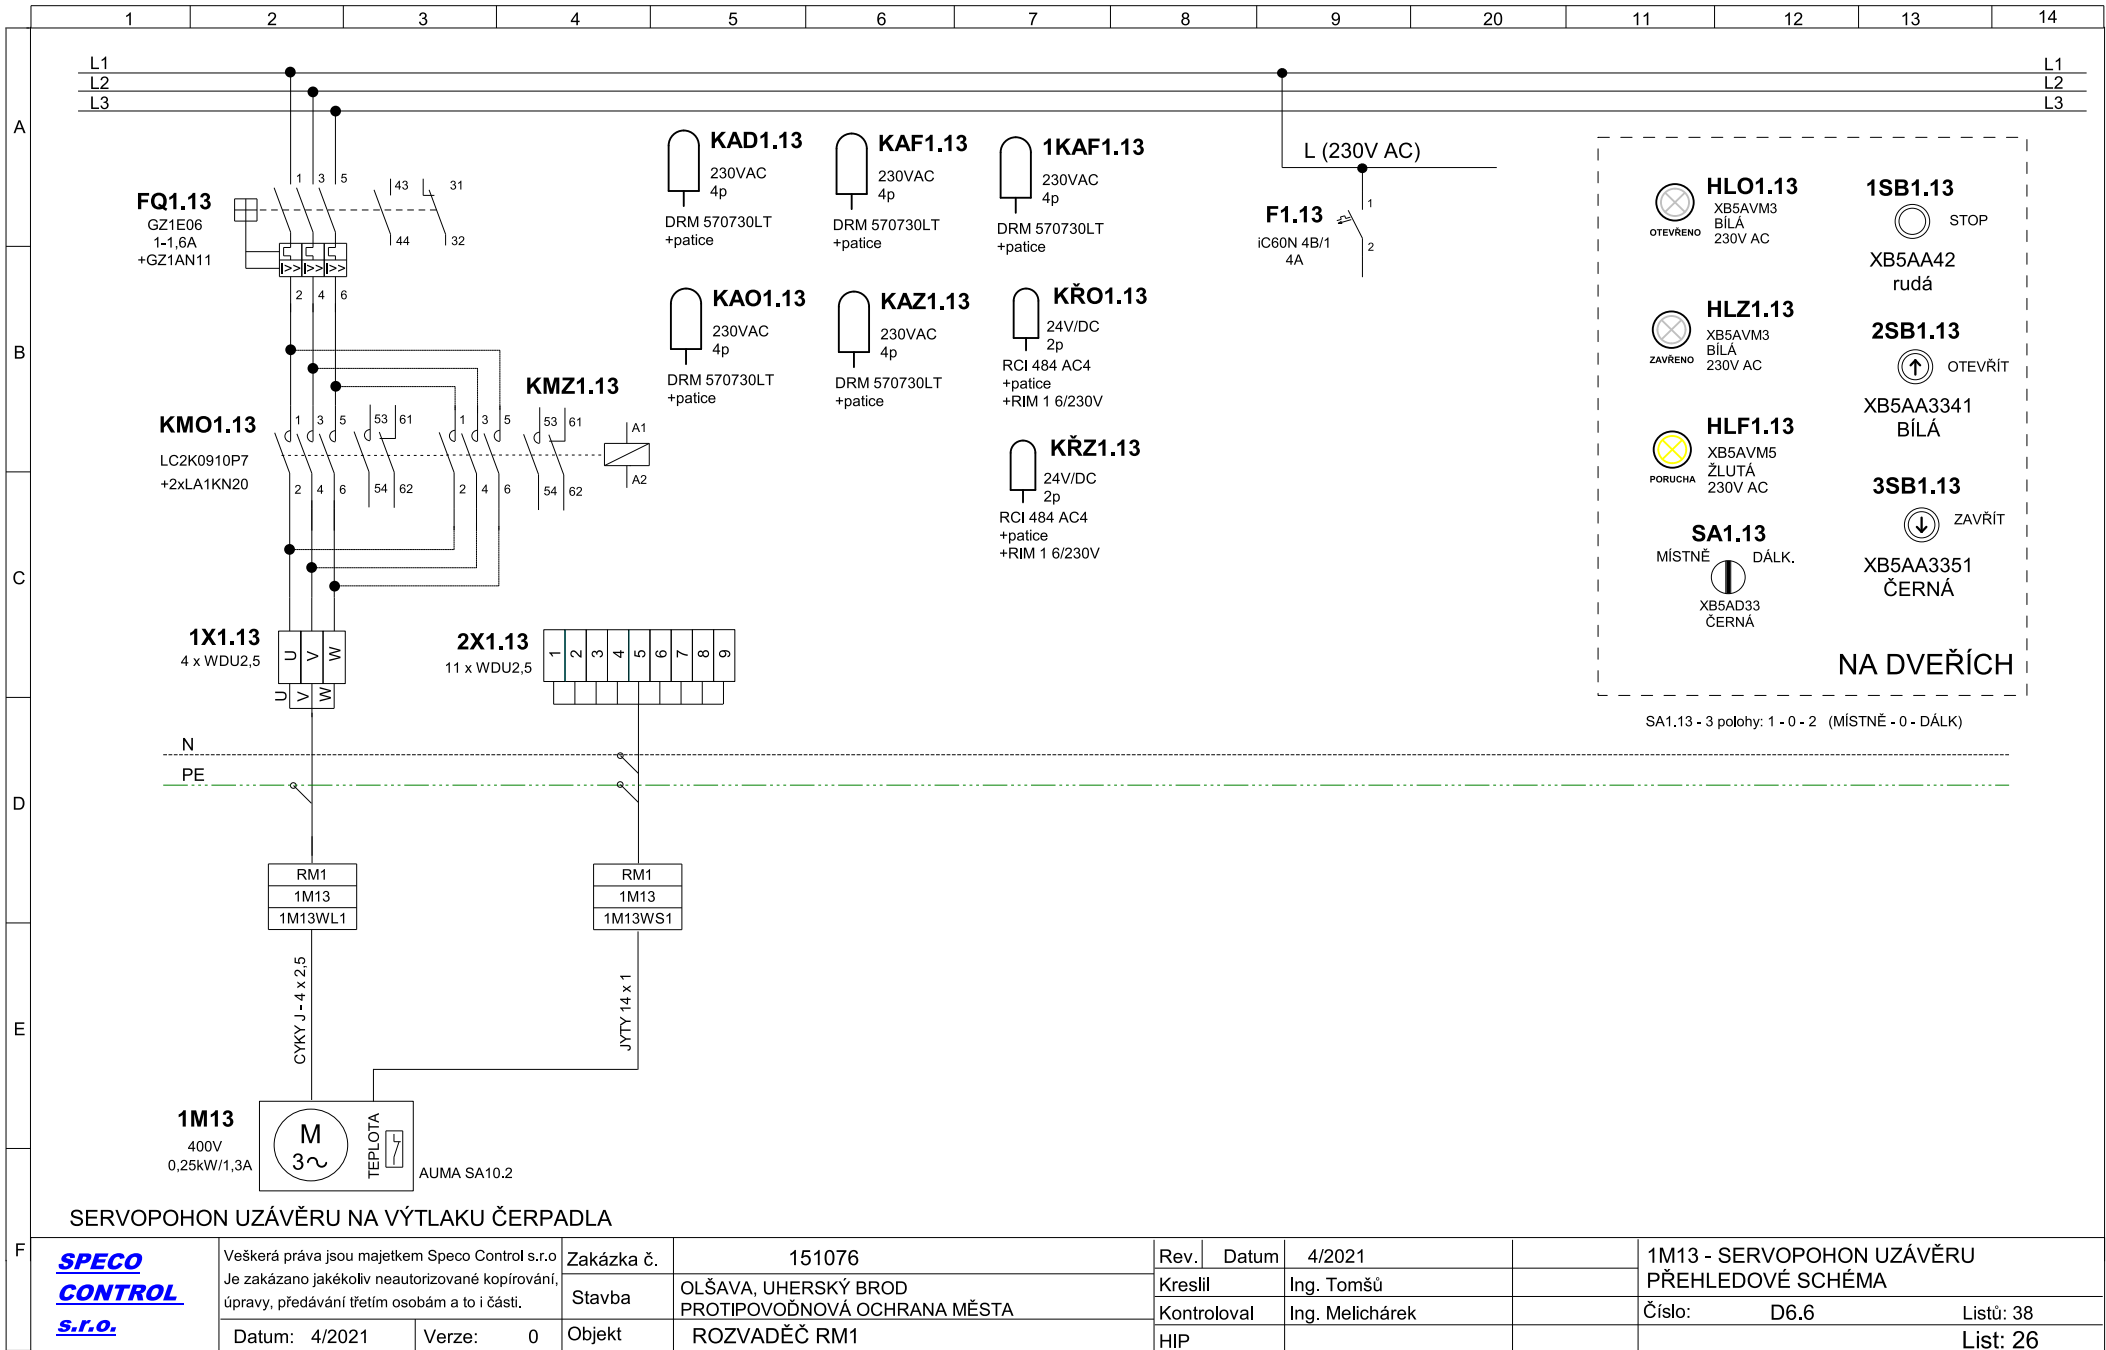 1 2 3 4 5 6 7 8 9 20 11 12 13 14
A
B
C
D
E
F
L1
L2
L3
L1
L2
L3
1 3 5
43
31
FQ1.13
GZ1E06
1-1,6A
+GZ1AN11
44
32
|>> |>> |>>
2 4 6
KAD1.13
230VAC
4p
DRM 570730LT
+patice
KAF1.13
230VAC
4p
DRM 570730LT
+patice
1KAF1.13
230VAC
4p
DRM 570730LT
+patice
KAO1.13
230VAC
4p
DRM 570730LT
+patice
KAZ1.13
230VAC
4p
DRM 570730LT
+patice
KŘO1.13
24V/DC
2p
RCI 484 AC4
+patice
+RIM 1 6/230V
KŘZ1.13
24V/DC
2p
RCI 484 AC4
+patice
+RIM 1 6/230V
L (230V AC)
F1.13
iC60N 4B/1
4A
1
2
KMO1.13
LC2K0910P7
+2xLA1KN20
1 3 5 53 61
2 4 6 54 62
KMZ1.13
1 3 5 53 61
2 4 6 54 62
A1
A2
HLO1.13
XB5AVM3
BÍLÁ
230V AC
OTEVŘENO
HLZ1.13
XB5AVM3
BÍLÁ
230V AC
ZAVŘENO
HLF1.13
XB5AVM5
ŽLUTÁ
230V AC
PORUCHA
SA1.13
MÍSTNĚ DÁLK.
XB5AD33
ČERNÁ
1SB1.13
STOP
XB5AA42
rudá
2SB1.13
OTEVŘÍT
XB5AA3341
BÍLÁ
3SB1.13
ZAVŘÍT
XB5AA3351
ČERNÁ
NA DVEŘÍCH
SA1.13 - 3 polohy: 1 - 0 - 2 (MÍSTNĚ - 0 - DÁLK)
1X1.13
4 x WDU2,5
U V W
U V W
2X1.13
11 x WDU2,5
1 2 3 4 5 6 7 8 9
N
PE
RM1
1M13
1M13WL1
RM1
1M13
1M13WS1
CYKY J - 4 x 2,5
JYTY 14 x 1
1M13
400V
0,25kW/1,3A
M
3~
TEPLOTA
AUMA SA10.2
SERVOPOHON UZÁVĚRU NA VÝTLAKU ČERPADLA
SPECO
CONTROL
s.r.o.
Veškerá práva jsou majetkem Speco Control s.r.o
Je zakázano jakékoliv neautorizované kopírování,
úpravy, předávání třetím osobám a to i části.
Datum: 4/2021 Verze: 0
Zakázka č. 151076
Stavba OLŠAVA, UHERSKÝ BROD
PROTIPOVOĎNOVÁ OCHRANA MĚSTA
Objekt ROZVADĚČ RM1
Rev. Datum 4/2021
Kreslil Ing. Tomšů
Kontroloval Ing. Melichárek
HIP
1M13 - SERVOPOHON UZÁVĚRU
PŘEHLEDOVÉ SCHÉMA
Číslo: D6.6 Listů: 38
List: 26